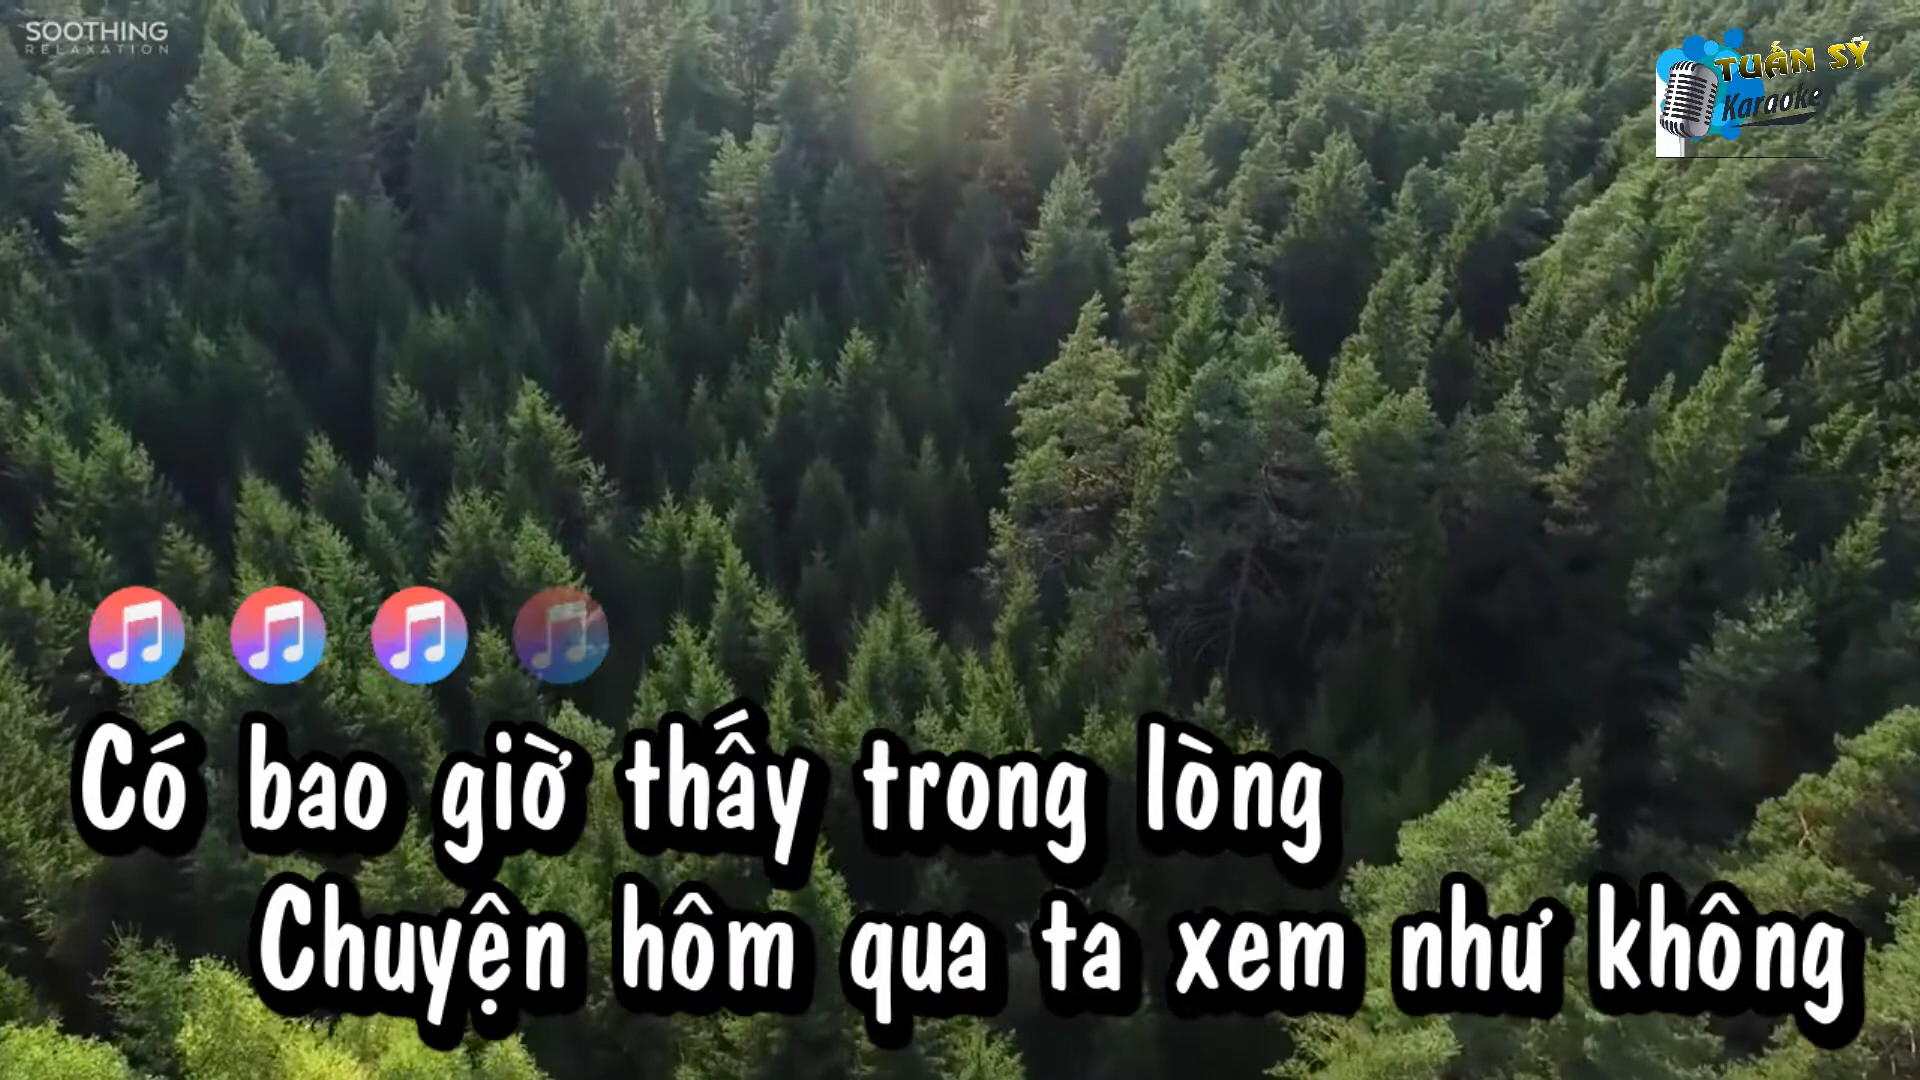 SOOTHING
RELAXATION
TUẤN SỸ
Karaoke
Có bao giờ thấy trong lòng
Chuyện hôm qua ta xem như không